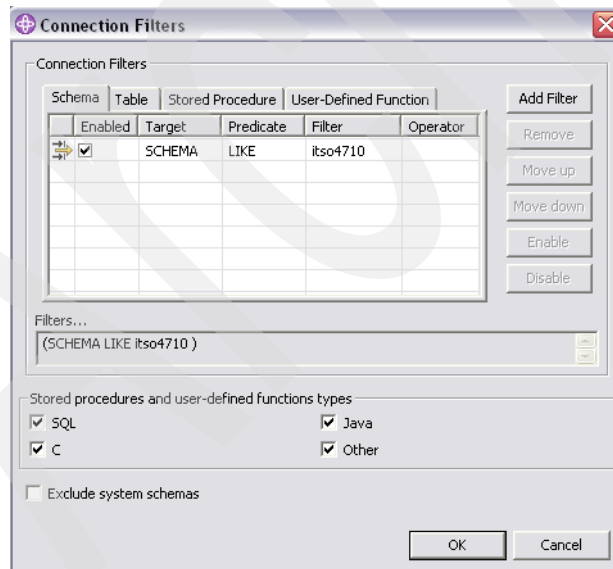 Connection Filters
Connection Filters
Schema Table Stored Procedure User-Defined Function
Add Filter
Enabled Target Predicate Filter Operator
Remove
SCHEMA LIKE itso4710
Move up
Move down
Enable
Disable
Filters...
(SCHEMA LIKE itso4710 )
Stored procedures and user-defined functions types
SQL Java
C Other
Exclude system schemas
OK Cancel